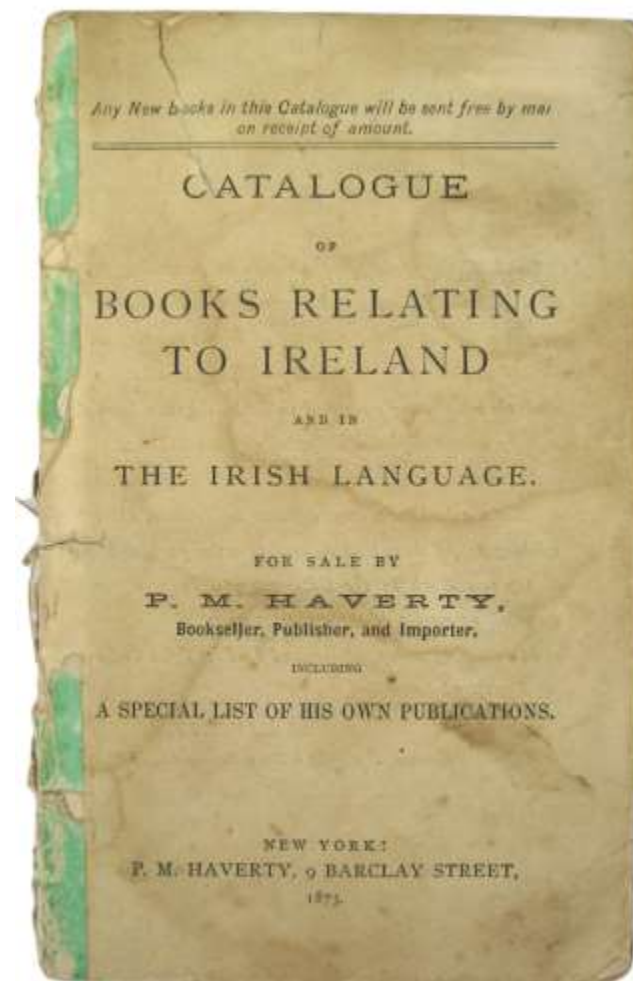 Any New books in this Catalogue will be sent free by mai
on receipt of amount.
CATALOGUE
OF
BOOKS RELATING
TO IRELAND
AND IN
THE IRISH LANGUAGE.
FOR SALE BY
P. M. HAVERTY,
Bookseller, Publisher, and Importer,
INCLUDING
A SPECIAL LIST OF HIS OWN PUBLICATIONS.
NEW YORK:
P. M. HAVERTY, 9 BARCLAY STREET,